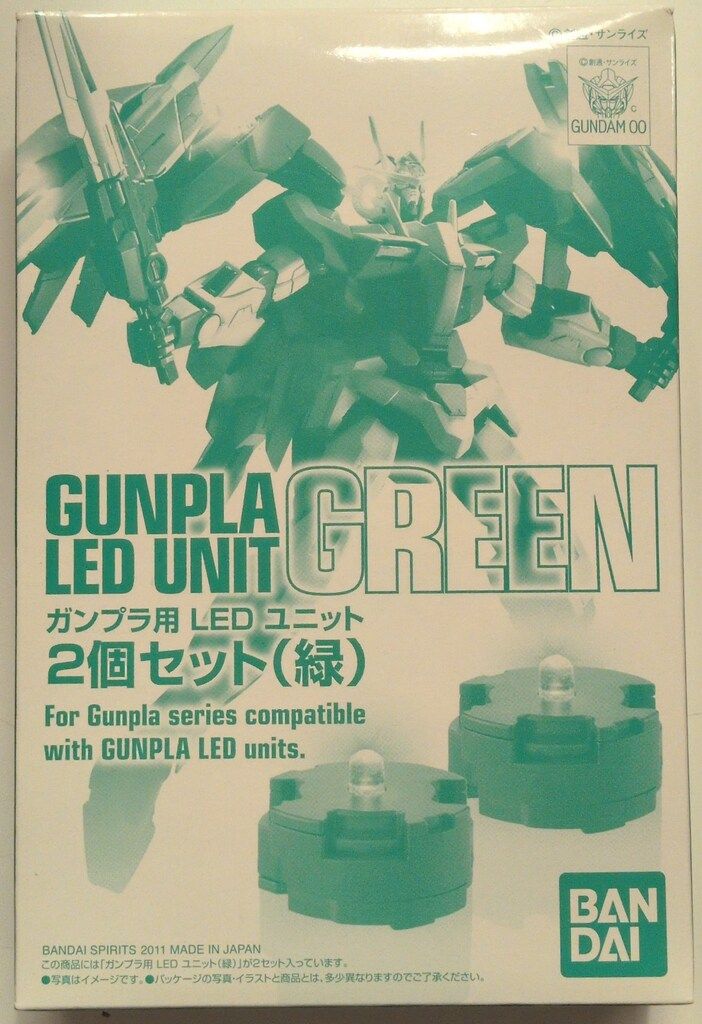 ©創通・サンライズ
©創通・サンライズ
GUNDAM 00
GUNPLA
LED UNIT
GREEN
ガンプラ用 LED ユニット
2個セット(緑)
For Gunpla series compatible
with GUNPLA LED units.
BAN
DAI
BANDAI SPIRITS 2011 MADE IN JAPAN
この商品には「ガンプラ用 LED ユニット(緑)」が2セット入っています。
●写真はイメージです。●パッケージの写真・イラストと商品とは、多少異なりますのでご了承ください。